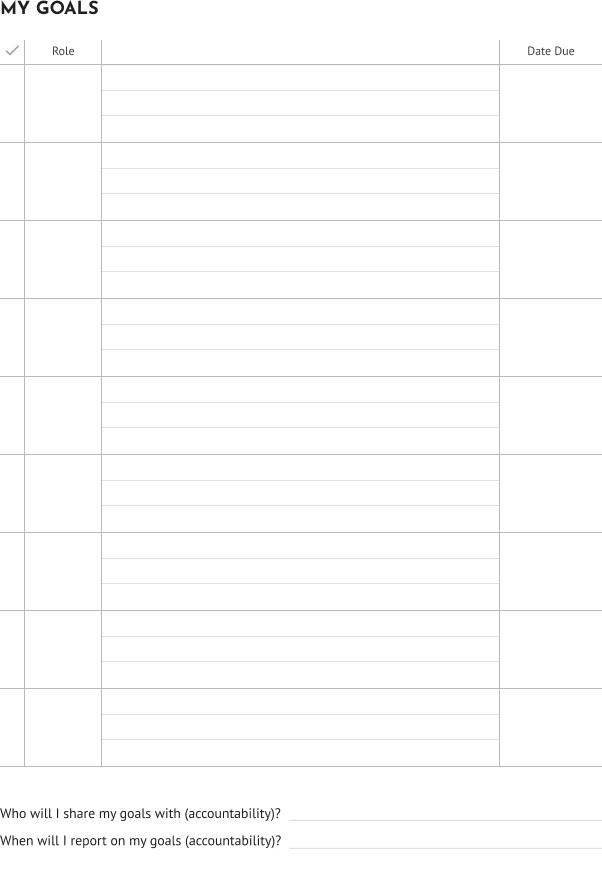 MY GOALS
✓ Role Date Due
Who will I share my goals with (accountability)?
When will I report on my goals (accountability)?